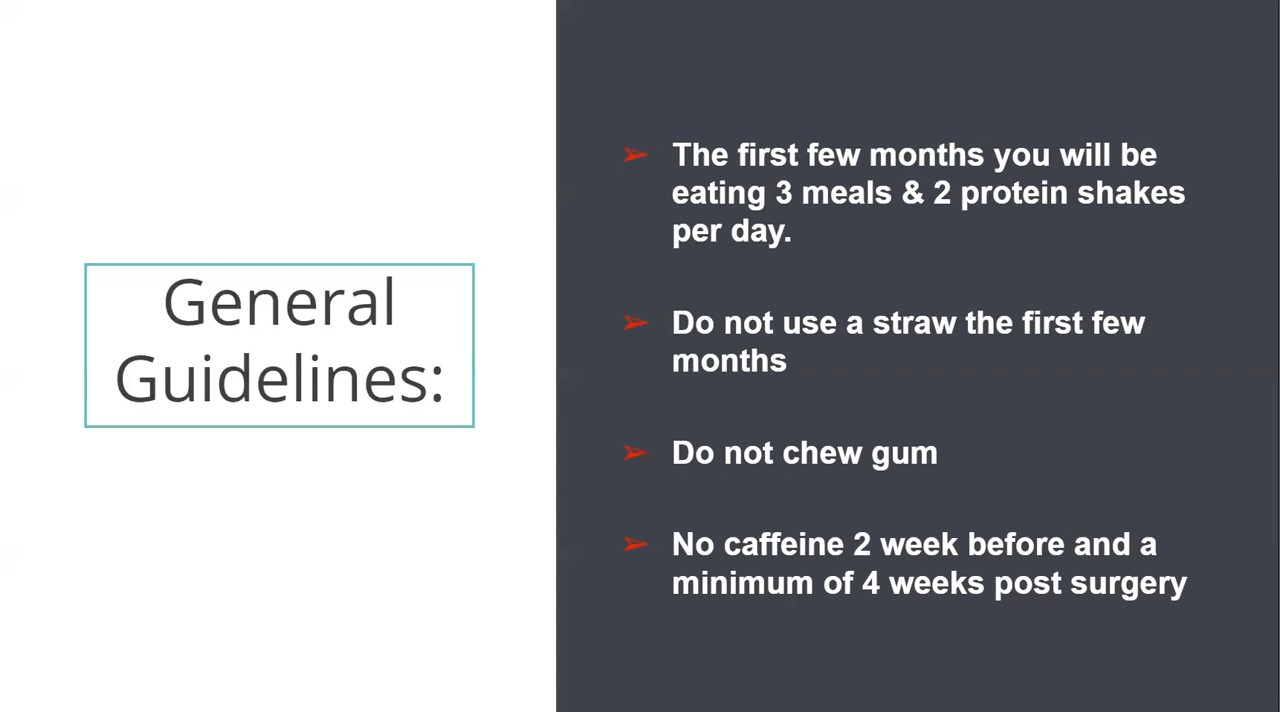 General
Guidelines:
➢ The first few months you will be
eating 3 meals & 2 protein shakes
per day.
➢ Do not use a straw the first few
months
➢ Do not chew gum
➢ No caffeine 2 week before and a
minimum of 4 weeks post surgery